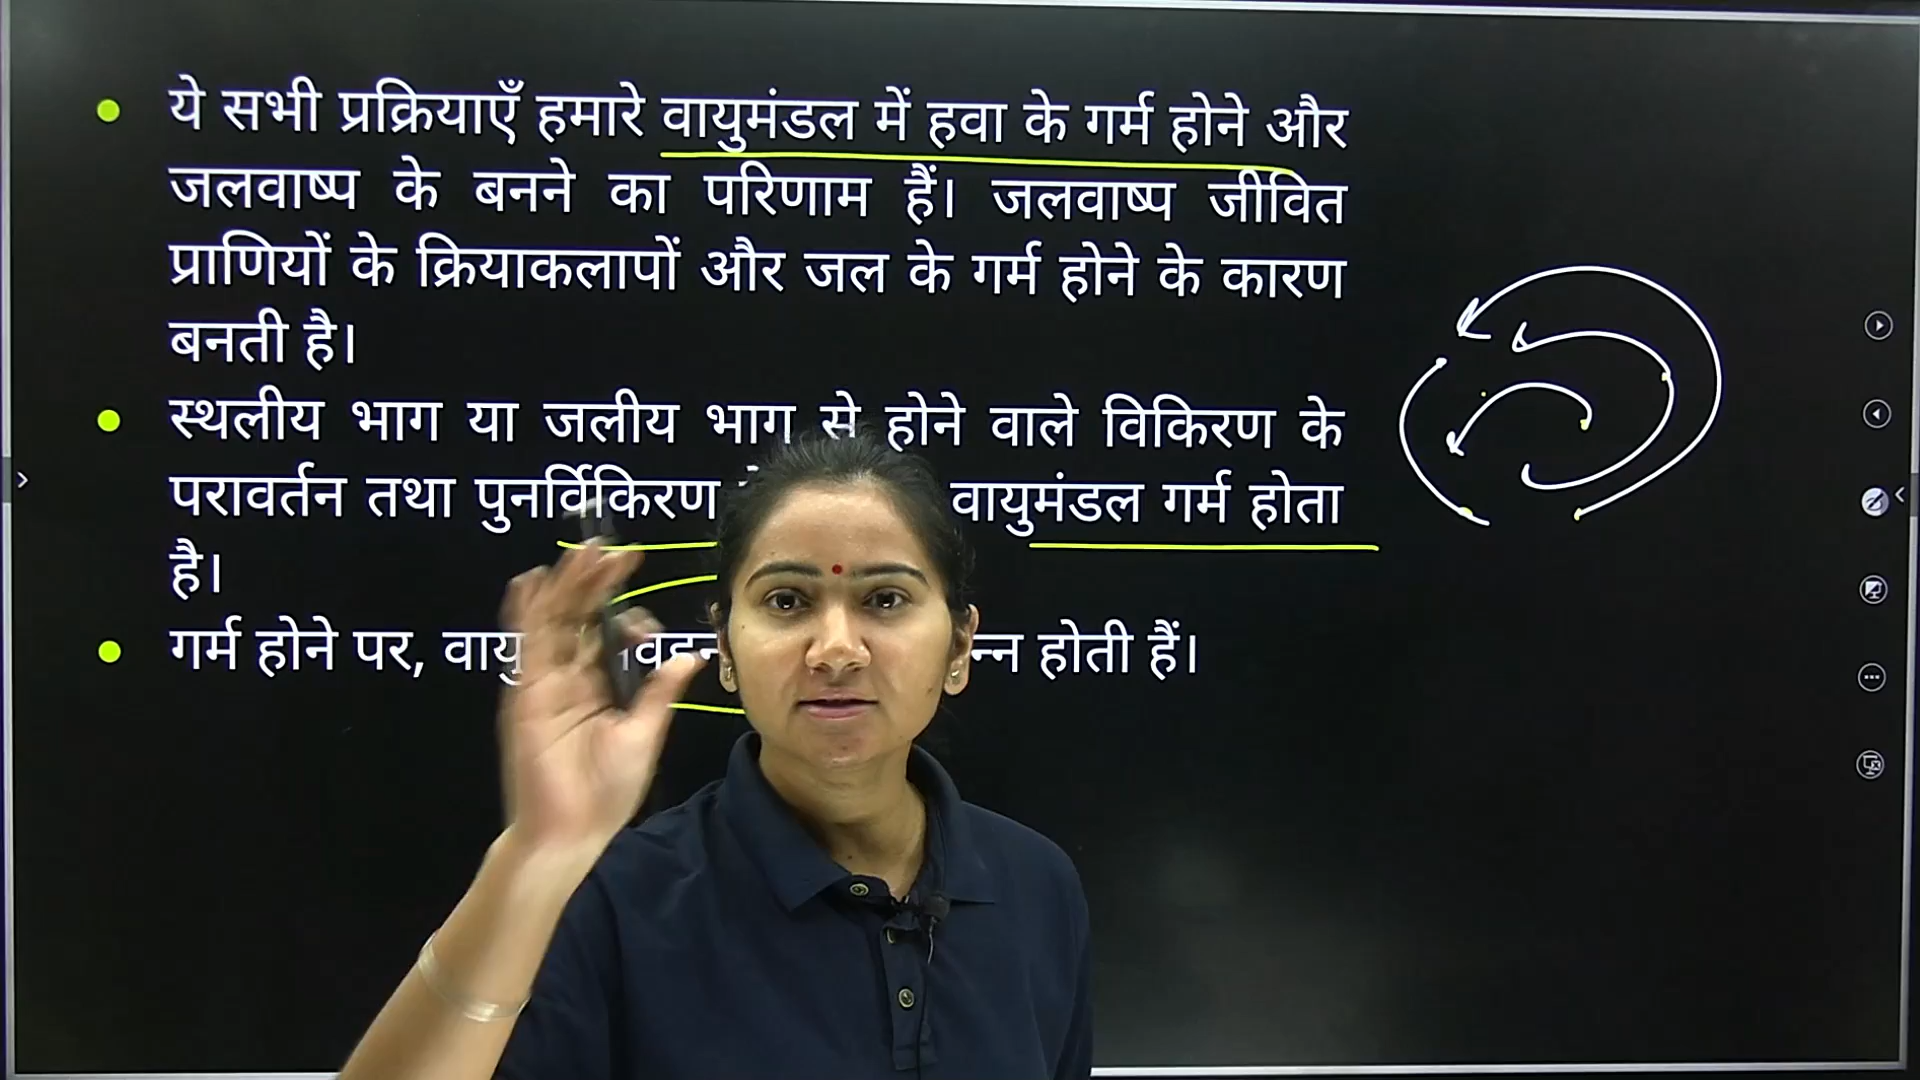 ये सभी प्रक्रियाएँ हमारे वायुमंडल में हवा के गर्म होने और
जलवाष्प के बनने का परिणाम हैं। जलवाष्प जीवित
प्राणियों के क्रियाकलापों और जल के गर्म होने के कारण
बनती है।
स्थलीय भाग या जलीय भाग से होने वाले विकिरण के
परावर्तन तथा पुनर्विकिरण वायुमंडल गर्म होता
है।
गर्म होने पर, वायु होती हैं।